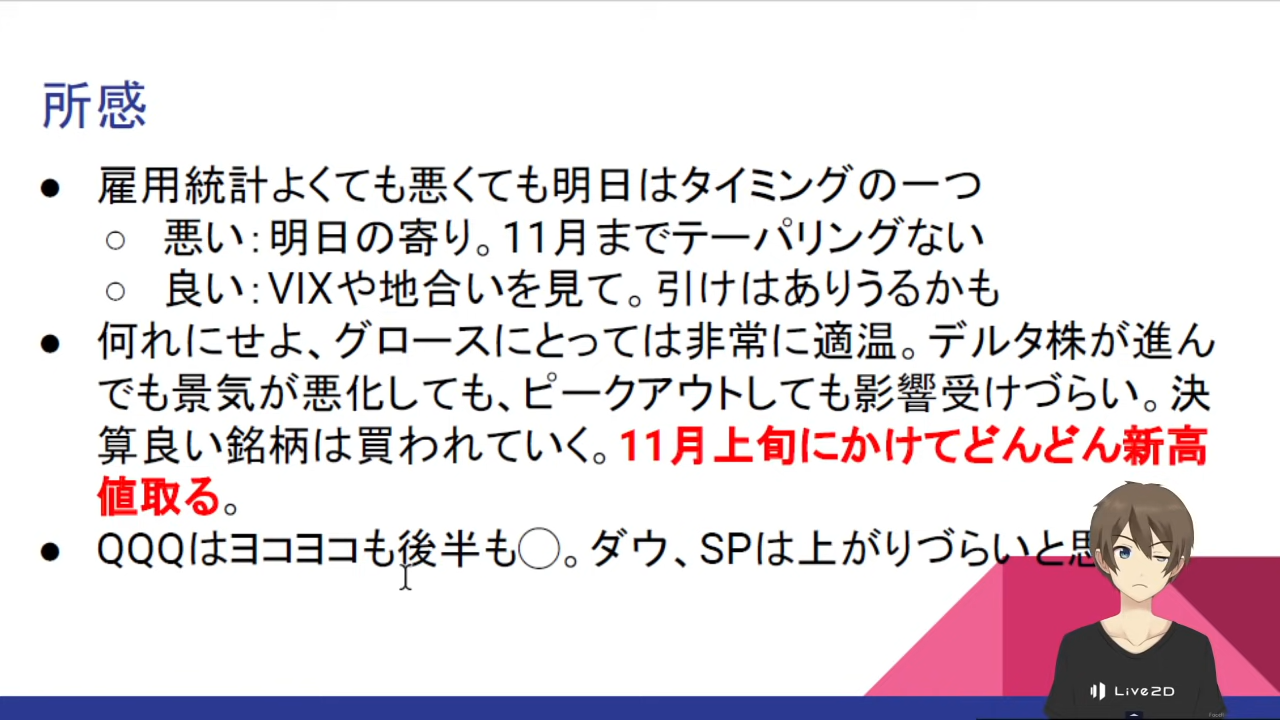 所感
● 雇用統計よくても悪くても明日はタイミングの一つ
○ 悪い：明日の寄り。11月までテーパリングない
○ 良い：VIXや地合いを見て。引けはありうるかも
● 何れにせよ、グロースにとっては非常に適温。デルタ株が進ん
でも景気が悪化しても、ピークアウトしても影響受けづらい。決
算良い銘柄は買われていく。11月上旬にかけてどんどん新高
値取る。
● QQQはヨコヨコも後半も◯。ダウ、SPは上がりづらいと思
Live2D